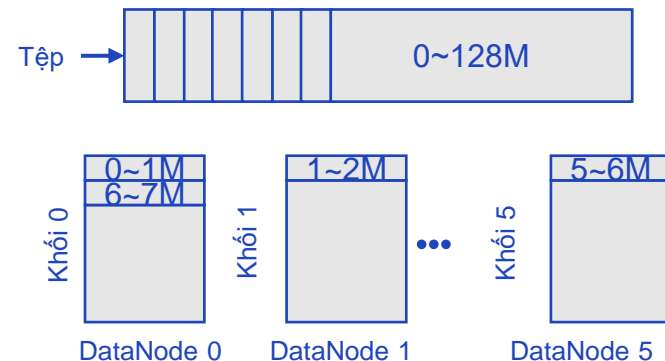 Tệp
0~128M
0~1M
6~7M
1~2M
5~6M
Khối 0
Khối 1
Khối 5
DataNode 0
DataNode 1
DataNode 5